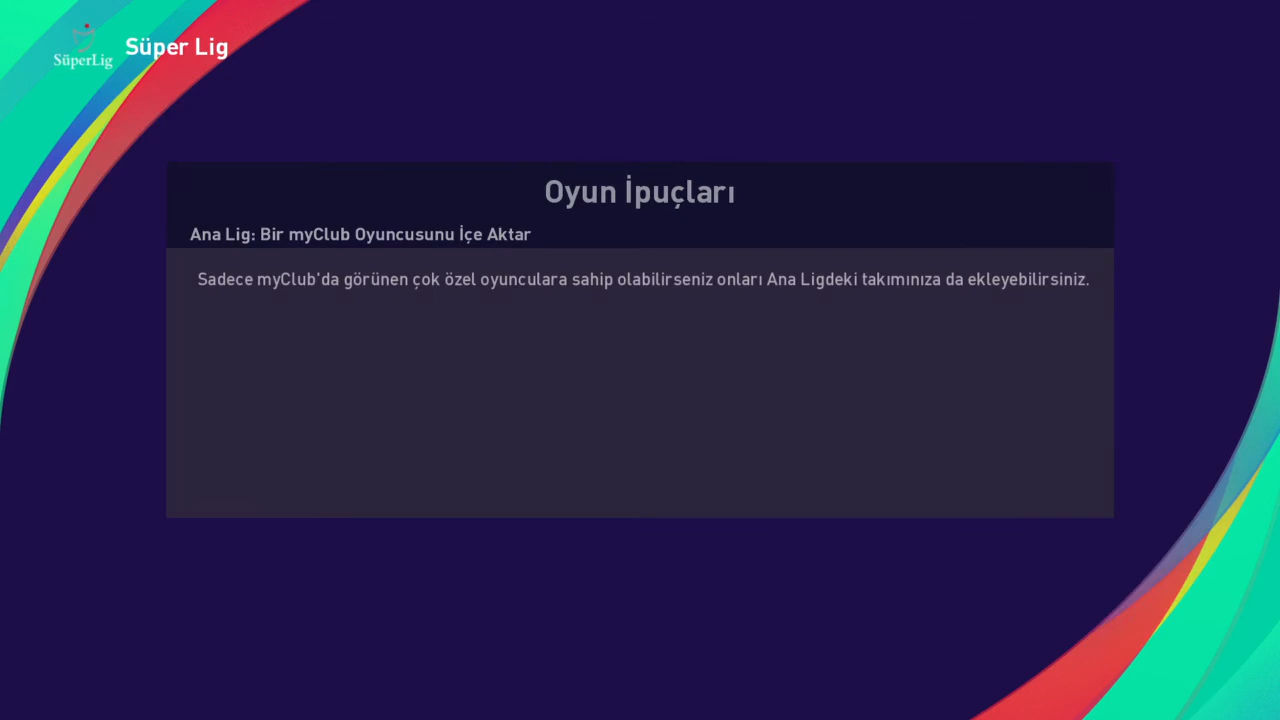 SüperLig
Süper Lig
Oyun İpuçları
Ana Lig: Bir myClub Oyuncusunu İçe Aktar
Sadece myClub'da görünen çok özel oyunculara sahip olabilirseniz onları Ana Ligdeki takımınıza da ekleyebilirsiniz.